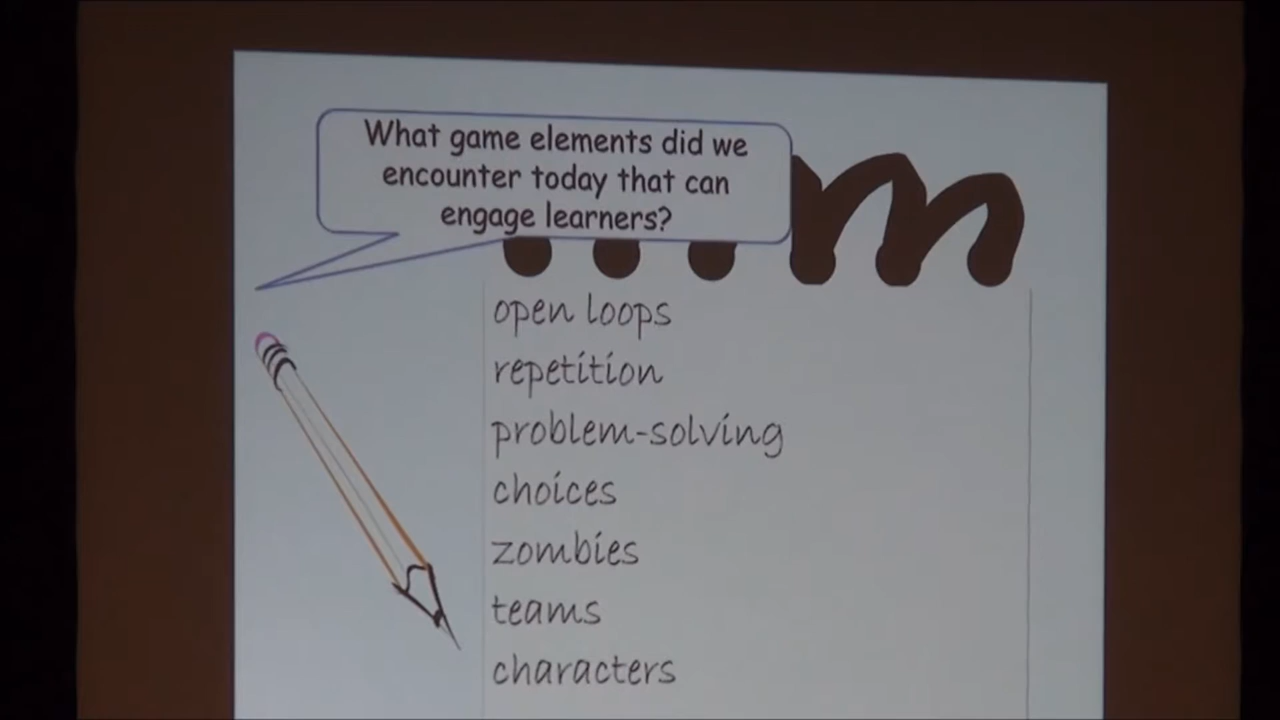 What game elements did we
encounter today that can
engage learners?
open loops
repetition
problem-solving
choices
zombies
teams
characters